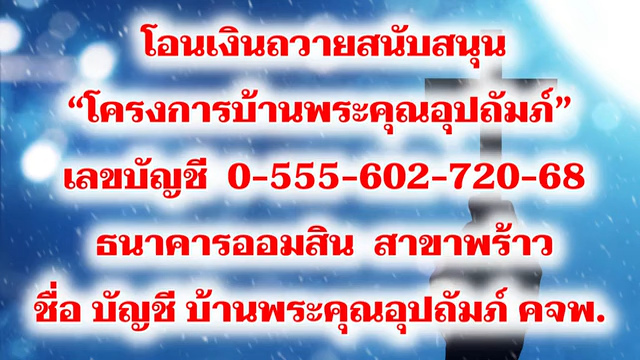 โอนเงินถวายสนับสนุน
“โครงการบ้านพระคุณอุปถัมภ์”
เลขบัญชี 0-555-602-720-68
ธนาคารออมสิน สาขาพร้าว
ชื่อ บัญชี บ้านพระคุณอุปถัมภ์ คจพ.